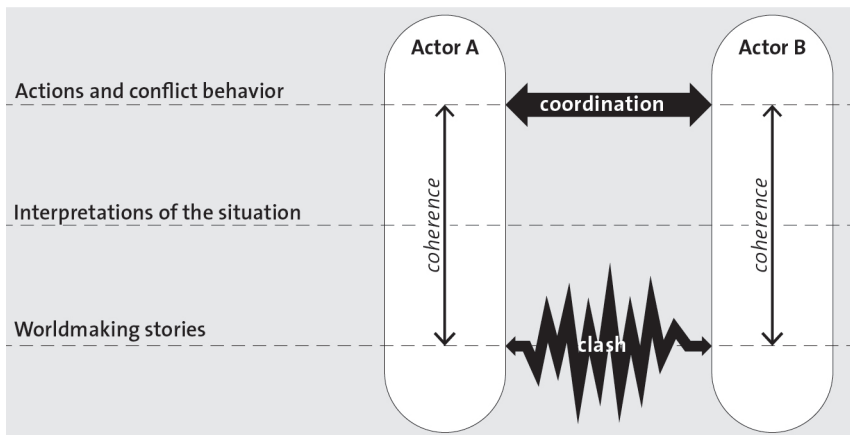 Actor A
Actor B
Actions and conflict behavior
coordination
coherence
coherence
Interpretations of the situation
Worldmaking stories
clash